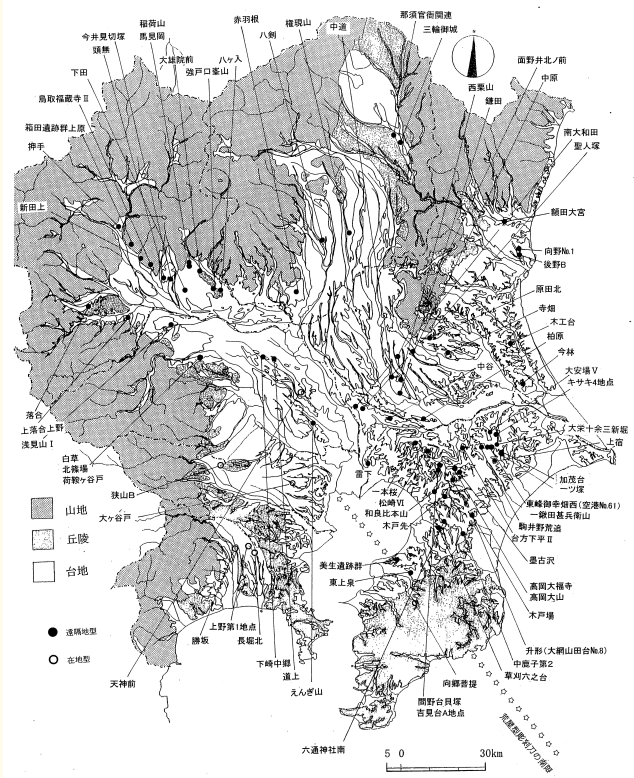 稲荷山
今井見切塚
馬見岡
頭無
大雄院前
下田
八ヶ入
強戸口峯山
鳥取福蔵寺Ⅱ
箱田遺跡群上原
押手
新田上
赤羽根
八剣
権現山
中道
那須官衙関連
三輪御城
西栗山
鎌田
面野井北ノ前
中原
南大和田
聖人塚
額田大宮
向野№1
後野B
原田北
寺畑
木工台
柏原
今林
大安場Ⅴ
キサキ4地点
中谷
大栄十余三新堀
上宿
加茂台
一ツ塚
東峰御幸畑西(空港№61)
一鍬田甚兵衛山
駒井野荒追
台方下平Ⅱ
墨古沢
高岡大福寺
高岡大山
木戸場
升形(大網山田台№8)
中鹿子第2
草刈六之台
荒屋型彫刻刀の南限
向郷菩提
間野台貝塚
吉見台A地点
六通神社南
雷下
一本桜
松崎Ⅵ
和良比本山
木戸先
美生遺跡群
東上泉
落合
上落合上野
浅見山Ⅰ
白草
北篠場
荷鞍ヶ谷戸
狭山B
大ヶ谷戸
山地
丘陵
台地
遠隔地型
在地型
天神前
勝坂
上野第1地点
長堀北
下崎中郷
道上
えんぎ山
5 0 30km